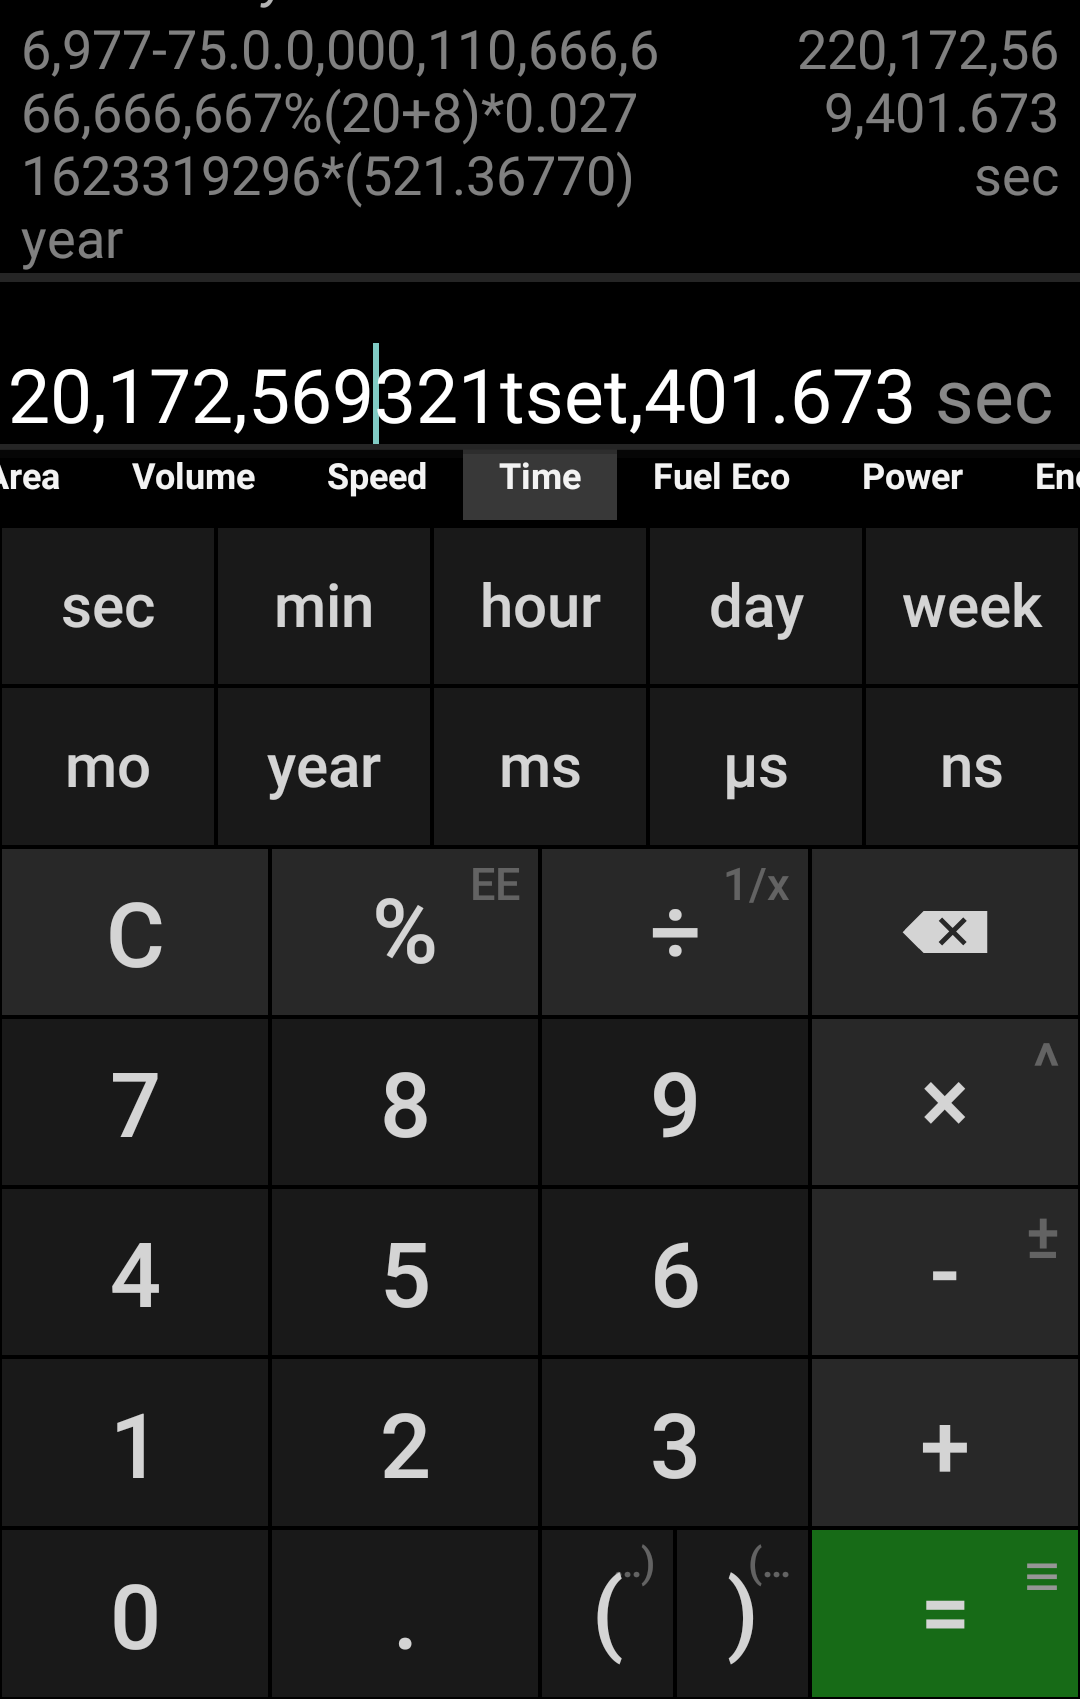 6,977-75.0.0,000,110,666,6 220,172,56
66,666,667%(20+8)*0.027 9,401.673
1623319296*(521.36770) sec
year
20,172,569321tset,401.673 sec
Area Volume Speed Time Fuel Eco Power
sec min hour day week
mo year ms µs ns
C % EE ÷ 1/x
7 8 9 × ^
4 5 6 - ±
1 2 3 +
0 . ( ..) ) (... =